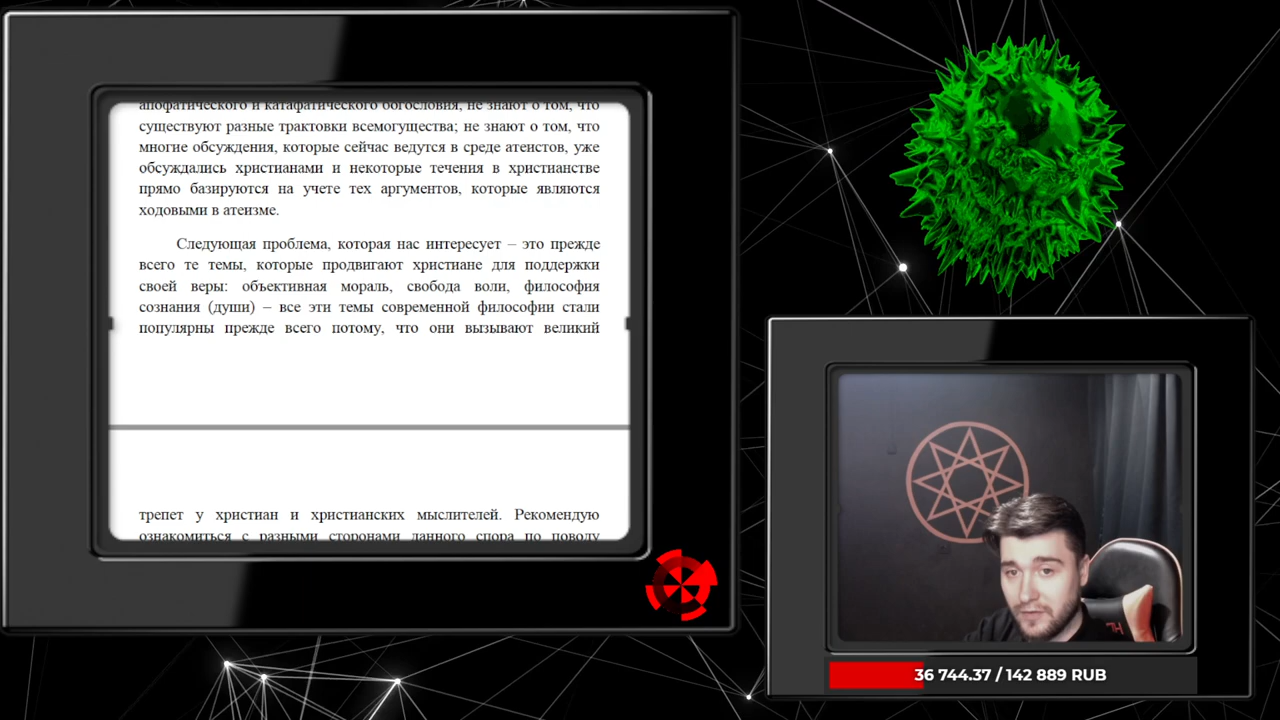 апофатического и катафатического богословия; не знают о том, что
существуют разные трактовки всемогущества; не знают о том, что
многие обсуждения, которые сейчас ведутся в среде атеистов, уже
обсуждались христианами и некоторые течения в христианстве
прямо базируются на учете тех аргументов, которые являются
ходовыми в атеизме.
Следующая проблема, которая нас интересует – это прежде
всего те темы, которые продвигают христиане для поддержки
своей веры: объективная мораль, свобода воли, философия
сознания (души) – все эти темы современной философии стали
популярны прежде всего потому, что они вызывают великий
трепет у христиан и христианских мыслителей. Рекомендую
ознакомиться с разными сторонами данного спора по поводу
36 744.37 / 142 889 RUB